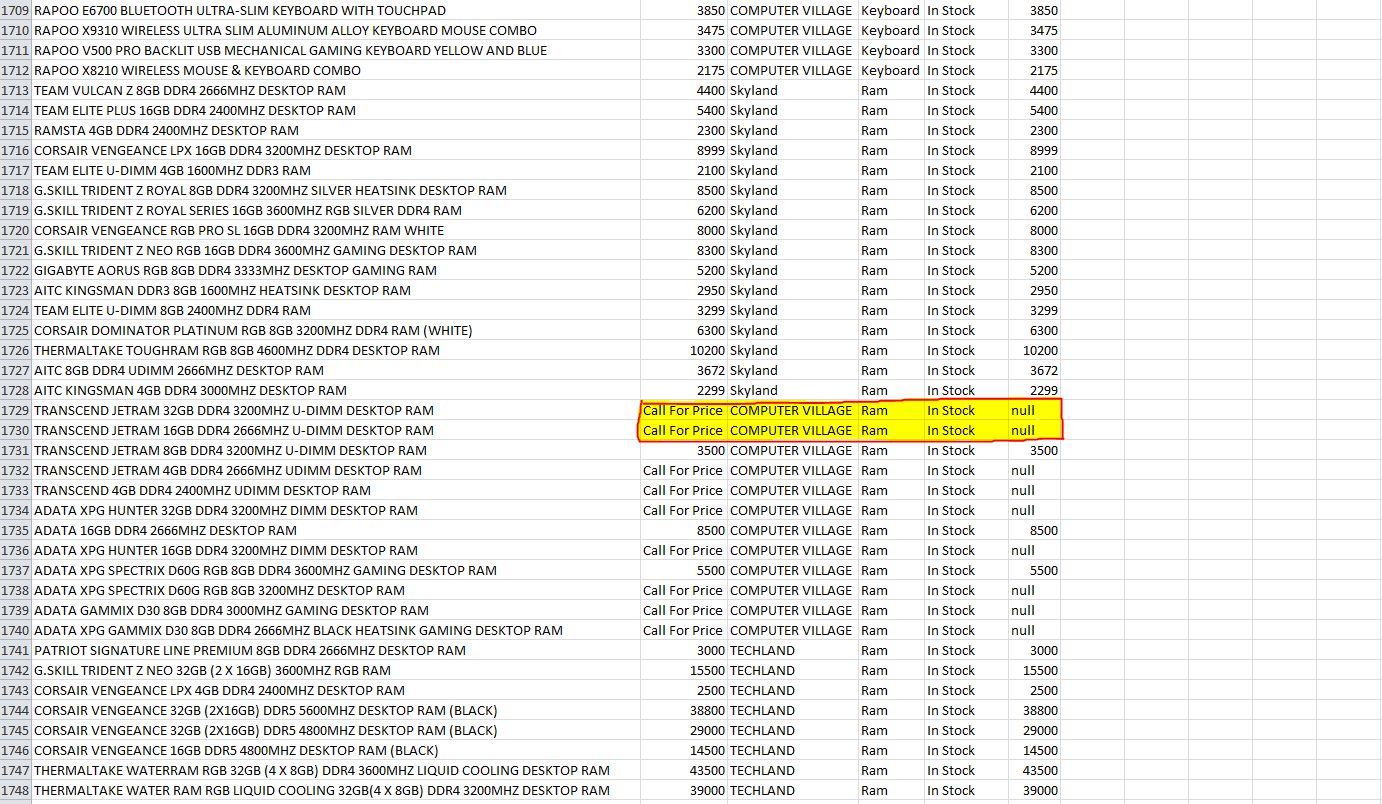 1709 RAPOO E6700 BLUETOOTH ULTRA-SLIM KEYBOARD WITH TOUCHPAD 3850 COMPUTER VILLAGE Keyboard In Stock 3850
1710 RAPOO X9310 WIRELESS ULTRA SLIM ALUMINUM ALLOY KEYBOARD MOUSE COMBO 3475 COMPUTER VILLAGE Keyboard In Stock 3475
1711 RAPOO V500 PRO BACKLIT USB MECHANICAL GAMING KEYBOARD YELLOW AND BLUE 3300 COMPUTER VILLAGE Keyboard In Stock 3300
1712 RAPOO X8210 WIRELESS MOUSE & KEYBOARD COMBO 2175 COMPUTER VILLAGE Keyboard In Stock 2175
1713 TEAM VULCAN Z 8GB DDR4 2666MHZ DESKTOP RAM 4400 Skyland Ram In Stock 4400
1714 TEAM ELITE PLUS 16GB DDR4 2400MHZ DESKTOP RAM 5400 Skyland Ram In Stock 5400
1715 RAMSTA 4GB DDR4 2400MHZ DESKTOP RAM 2300 Skyland Ram In Stock 2300
1716 CORSAIR VENGEANCE LPX 16GB DDR4 3200MHZ DESKTOP RAM 8999 Skyland Ram In Stock 8999
1717 TEAM ELITE U-DIMM 4GB 1600MHZ DDR3 RAM 2100 Skyland Ram In Stock 2100
1718 G.SKILL TRIDENT Z ROYAL 8GB DDR4 3200MHZ SILVER HEATSINK DESKTOP RAM 8500 Skyland Ram In Stock 8500
1719 G.SKILL TRIDENT Z ROYAL SERIES 16GB 3600MHZ RGB SILVER DDR4 RAM 6200 Skyland Ram In Stock 6200
1720 CORSAIR VENGEANCE RGB PRO SL 16GB DDR4 3200MHZ RAM WHITE 8000 Skyland Ram In Stock 8000
1721 G.SKILL TRIDENT Z NEO RGB 16GB DDR4 3600MHZ GAMING DESKTOP RAM 8300 Skyland Ram In Stock 8300
1722 GIGABYTE AORUS RGB 8GB DDR4 3333MHZ DESKTOP GAMING RAM 5200 Skyland Ram In Stock 5200
1723 AITC KINGSMAN DDR3 8GB 1600MHZ HEATSINK DESKTOP RAM 2950 Skyland Ram In Stock 2950
1724 TEAM ELITE U-DIMM 8GB 2400MHZ DDR4 RAM 3299 Skyland Ram In Stock 3299
1725 CORSAIR DOMINATOR PLATINUM RGB 8GB 3200MHZ DDR4 RAM (WHITE) 6300 Skyland Ram In Stock 6300
1726 THERMALTAKE TOUGHRAM RGB 8GB 4600MHZ DDR4 DESKTOP RAM 10200 Skyland Ram In Stock 10200
1727 AITC 8GB DDR4 UDIMM 2666MHZ DESKTOP RAM 3672 Skyland Ram In Stock 3672
1728 AITC KINGSMAN 4GB DDR4 3000MHZ DESKTOP RAM 2299 Skyland Ram In Stock 2299
1729 TRANSCEND JETRAM 32GB DDR4 3200MHZ U-DIMM DESKTOP RAM Call For Price COMPUTER VILLAGE Ram In Stock null
1730 TRANSCEND JETRAM 16GB DDR4 2666MHZ U-DIMM DESKTOP RAM Call For Price COMPUTER VILLAGE Ram In Stock null
1731 TRANSCEND JETRAM 8GB DDR4 3200MHZ U-DIMM DESKTOP RAM 3500 COMPUTER VILLAGE Ram In Stock 3500
1732 TRANSCEND JETRAM 4GB DDR4 2666MHZ UDIMM DESKTOP RAM Call For Price COMPUTER VILLAGE Ram In Stock null
1733 TRANSCEND 4GB DDR4 2400MHZ UDIMM DESKTOP RAM Call For Price COMPUTER VILLAGE Ram In Stock null
1734 ADATA XPG HUNTER 32GB DDR4 3200MHZ DIMM DESKTOP RAM Call For Price COMPUTER VILLAGE Ram In Stock null
1735 ADATA 16GB DDR4 2666MHZ DESKTOP RAM 8500 COMPUTER VILLAGE Ram In Stock 8500
1736 ADATA XPG HUNTER 16GB DDR4 3200MHZ DIMM DESKTOP RAM Call For Price COMPUTER VILLAGE Ram In Stock null
1737 ADATA XPG SPECTRIX D60G RGB 8GB DDR4 3600MHZ GAMING DESKTOP RAM 5500 COMPUTER VILLAGE Ram In Stock 5500
1738 ADATA XPG SPECTRIX D60G RGB 8GB 3200MHZ DESKTOP RAM Call For Price COMPUTER VILLAGE Ram In Stock null
1739 ADATA GAMMIX D30 8GB DDR4 3000MHZ GAMING DESKTOP RAM Call For Price COMPUTER VILLAGE Ram In Stock null
1740 ADATA XPG GAMMIX D30 8GB DDR4 2666MHZ BLACK HEATSINK GAMING DESKTOP RAM Call For Price COMPUTER VILLAGE Ram In Stock null
1741 PATRIOT SIGNATURE LINE PREMIUM 8GB DDR4 2666MHZ DESKTOP RAM 3000 TECHLAND Ram In Stock 3000
1742 G.SKILL TRIDENT Z NEO 32GB (2 X 16GB) 3600MHZ RGB RAM 15500 TECHLAND Ram In Stock 15500
1743 CORSAIR VENGEANCE LPX 4GB DDR4 2400MHZ DESKTOP RAM 2500 TECHLAND Ram In Stock 2500
1744 CORSAIR VENGEANCE 32GB (2X16GB) DDR5 5600MHZ DESKTOP RAM (BLACK) 38800 TECHLAND Ram In Stock 38800
1745 CORSAIR VENGEANCE 32GB (2X16GB) DDR5 4800MHZ DESKTOP RAM (BLACK) 29000 TECHLAND Ram In Stock 29000
1746 CORSAIR VENGEANCE 16GB DDR5 4800MHZ DESKTOP RAM (BLACK) 14500 TECHLAND Ram In Stock 14500
1747 THERMALTAKE WATERRAM RGB 32GB (4 X 8GB) DDR4 3600MHZ LIQUID COOLING DESKTOP RAM 43500 TECHLAND Ram In Stock 43500
1748 THERMALTAKE WATER RAM RGB LIQUID COOLING 32GB(4 X 8GB) DDR4 3200MHZ DESKTOP RAM 39000 TECHLAND Ram In Stock 39000